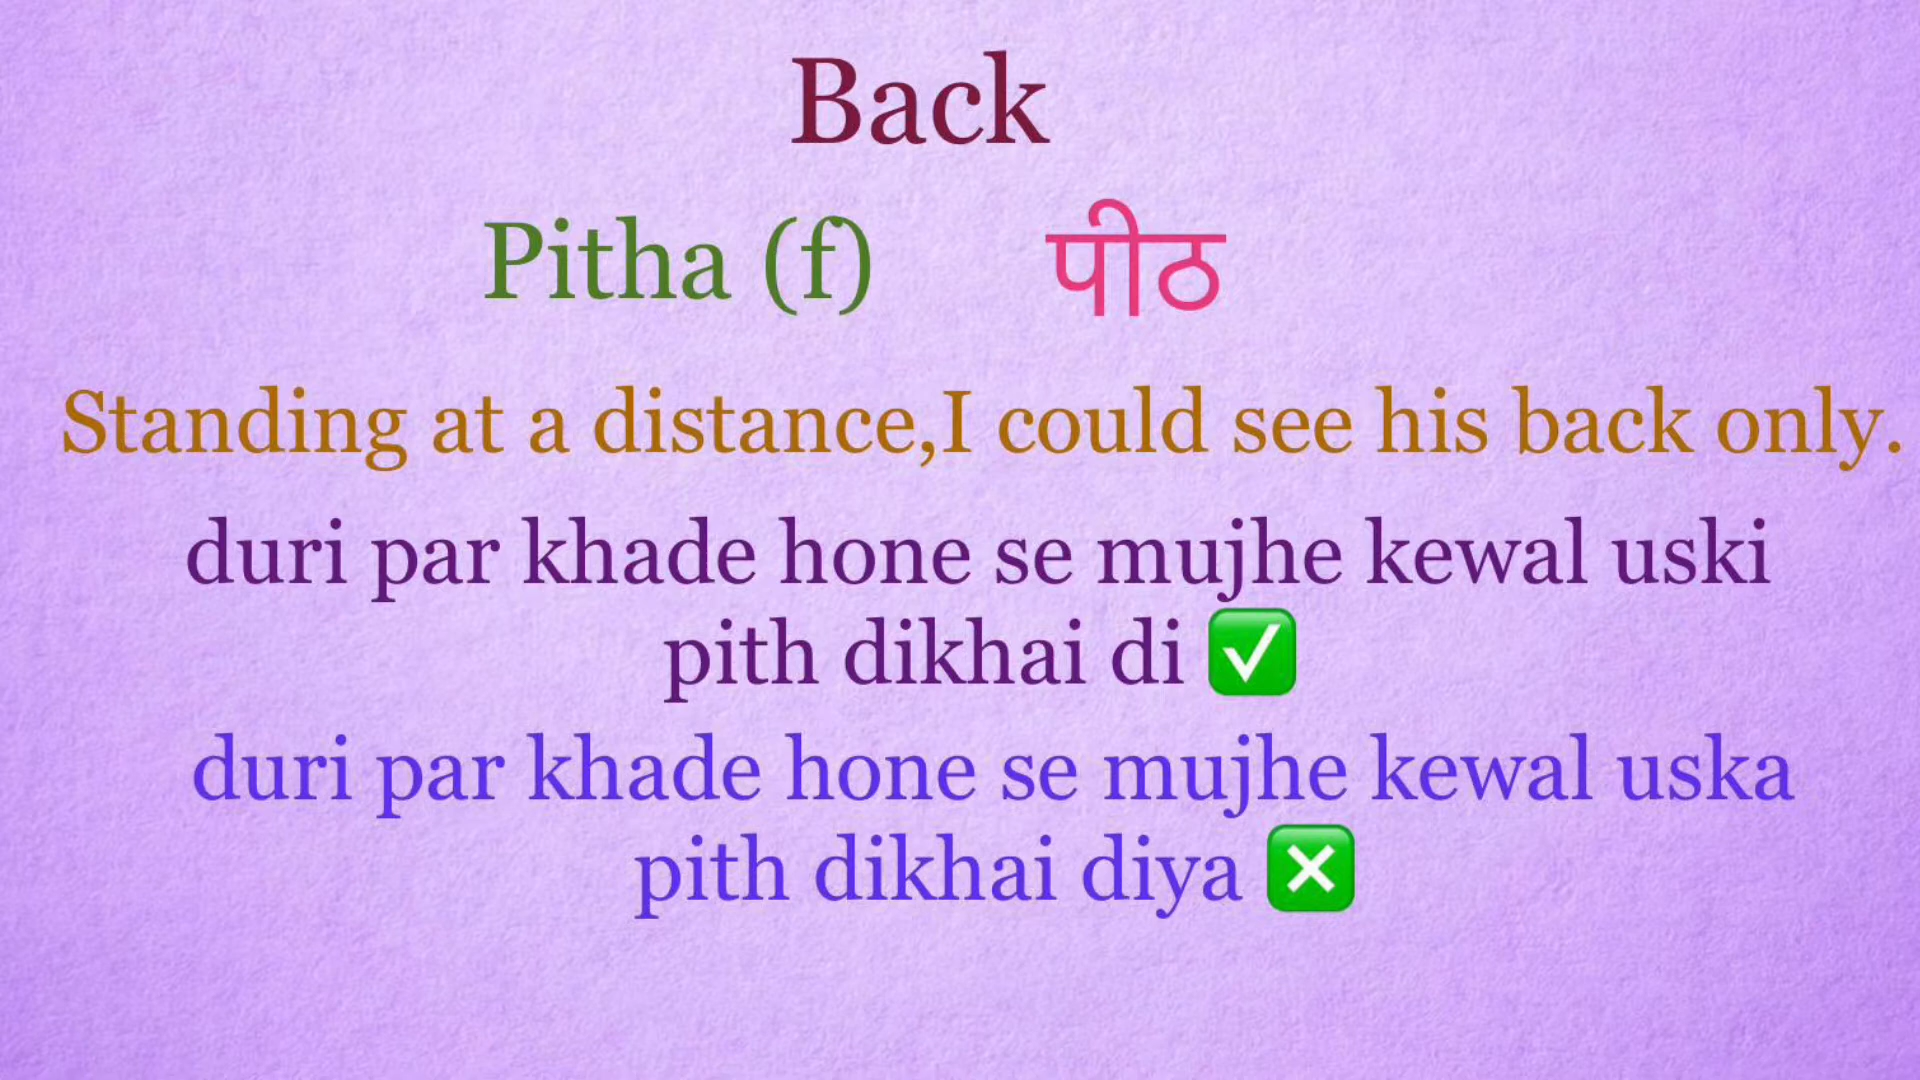 Back
Pitha (f) पीठ
Standing at a distance,I could see his back only.
duri par khade hone se mujhe kewal uski
pith dikhai di ✅
duri par khade hone se mujhe kewal uska
pith dikhai diya ❎